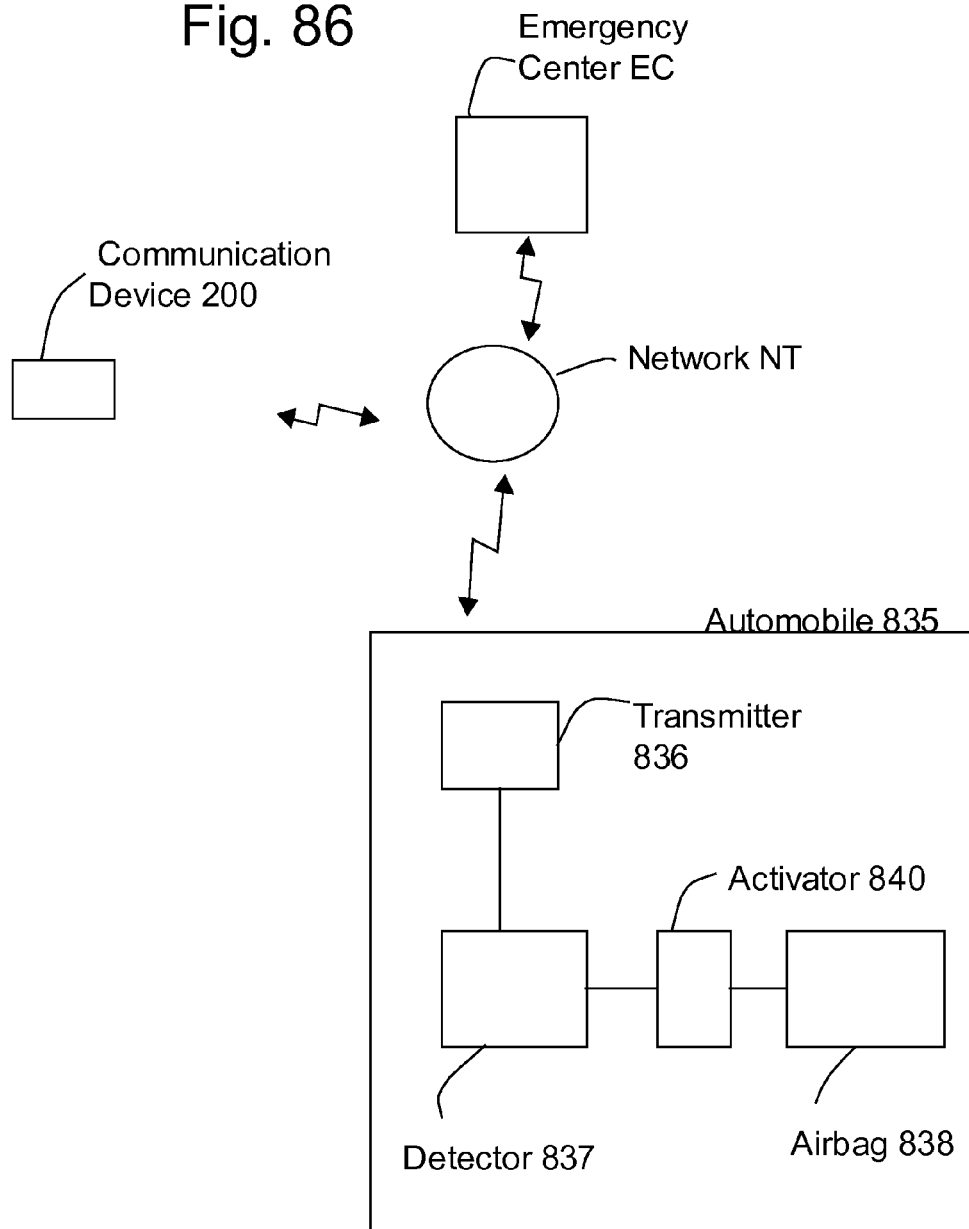 Fig. 86
Emergency
Center EC
Communication
Device 200
Network NT
Automobile 835
Transmitter
836
Activator 840
Detector 837
Airbag 838